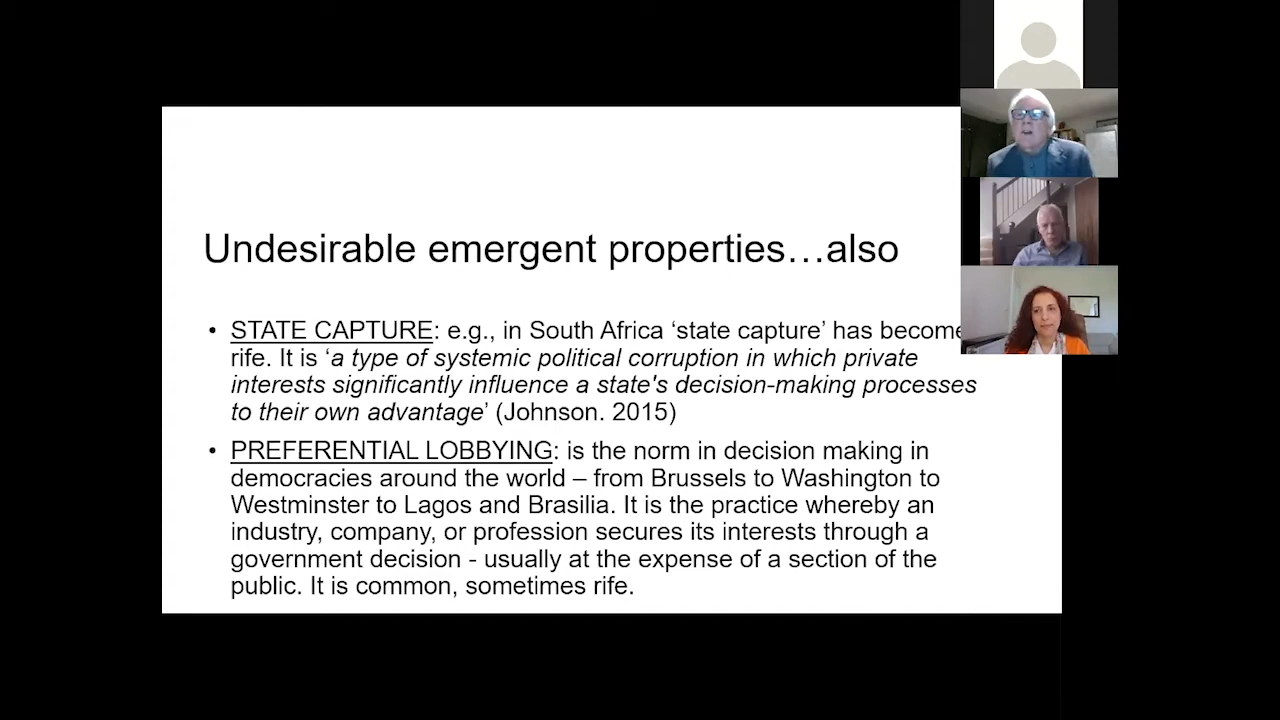 Undesirable emergent properties…also
• STATE CAPTURE: e.g., in South Africa ‘state capture’ has become
rife. It is ‘a type of systemic political corruption in which private
interests significantly influence a state's decision-making processes
to their own advantage’ (Johnson. 2015)
• PREFERENTIAL LOBBYING: is the norm in decision making in
democracies around the world – from Brussels to Washington to
Westminster to Lagos and Brasilia. It is the practice whereby an
industry, company, or profession secures its interests through a
government decision - usually at the expense of a section of the
public. It is common, sometimes rife.